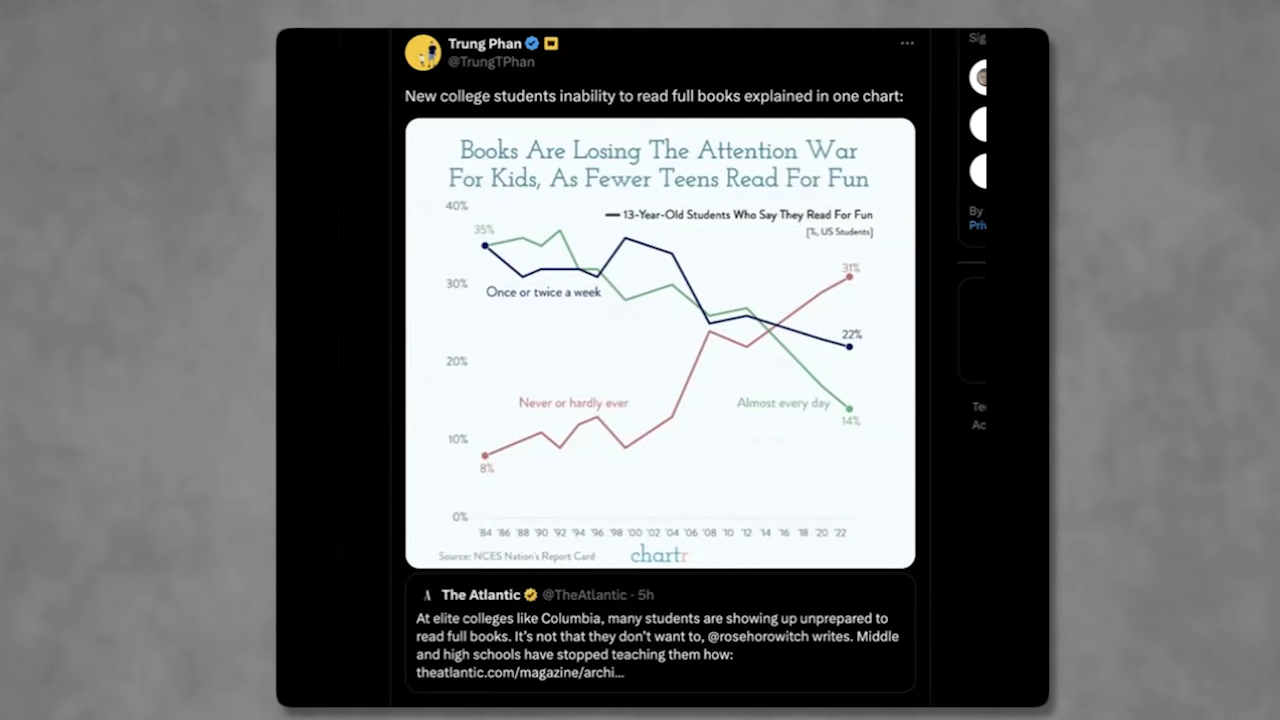 Trung Phan
@TrungTPhan
New college students inability to read full books explained in one chart:
Books Are Losing The Attention War
For Kids, As Fewer Teens Read For Fun
40%
13-Year-Old Students Who Say They Read For Fun
[%, US Students]
35%
31%
30%
Once or twice a week
22%
20%
Never or hardly ever
Almost every day
14%
10%
8%
0%
'84 '86 '88 '90 '92 '94 '96 '98 '00 '02 '04 '06 '08 '10 '12 '14 '16 '18 '20 '22
Source: NCES Nation's Report Card
chartr
The Atlantic @TheAtlantic · 5h
At elite colleges like Columbia, many students are showing up unprepared to
read full books. It's not that they don't want to, @rosehorowitch writes. Middle
and high schools have stopped teaching them how:
theatlantic.com/magazine/archi...
Sig
By
Priv
Te
Ac